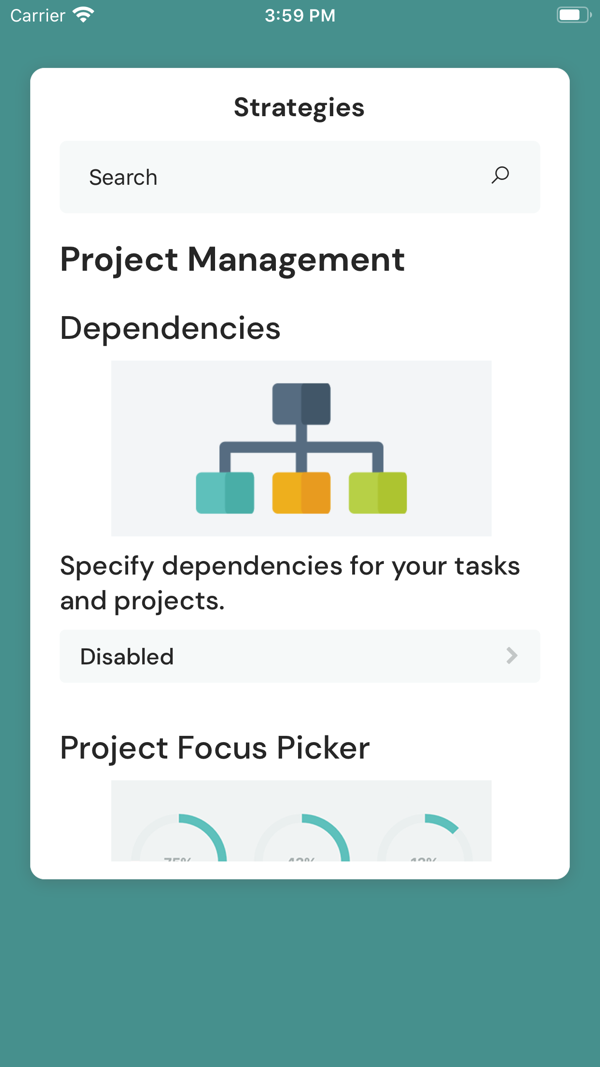 Carrier 3:59 PM
Strategies
Search
Project Management
Dependencies
Specify dependencies for your tasks
and projects.
Disabled
Project Focus Picker